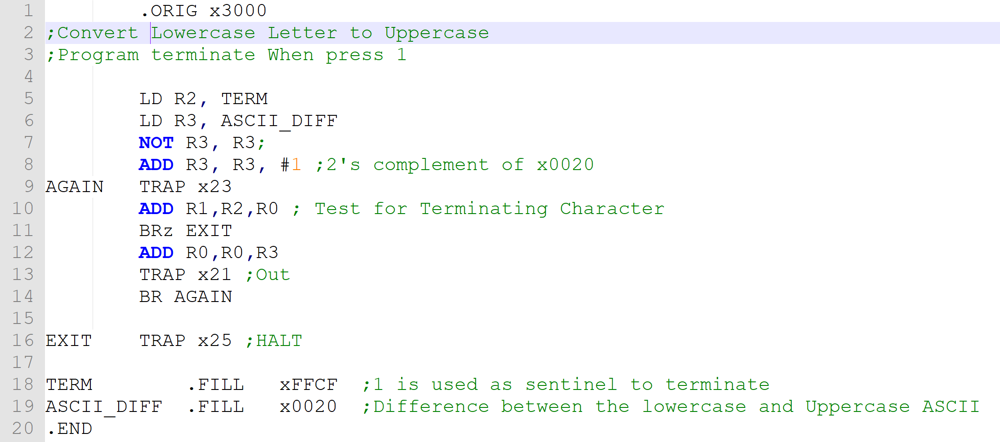 1 .ORIG x3000
2 ;Convert Lowercase Letter to Uppercase
3 ;Program terminate When press 1
4
5 LD R2, TERM
6 LD R3, ASCII_DIFF
7 NOT R3, R3;
8 ADD R3, R3, #1 ;2's complement of x0020
9 AGAIN TRAP x23
10 ADD R1,R2,R0 ; Test for Terminating Character
11 BRz EXIT
12 ADD R0,R0,R3
13 TRAP x21 ;Out
14 BR AGAIN
15
16 EXIT TRAP x25 ;HALT
17
18 TERM .FILL xFFCF ;1 is used as sentinel to terminate
19 ASCII_DIFF .FILL x0020 ;Difference between the lowercase and Uppercase ASCII
20 .END